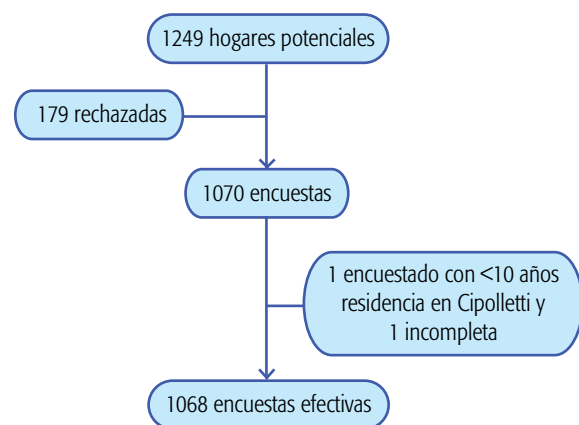 1249 hogares potenciales
179 rechazadas
1070 encuestas
1 encuestado con <10 años
residencia en Cipolletti y
1 incompleta
1068 encuestas efectivas